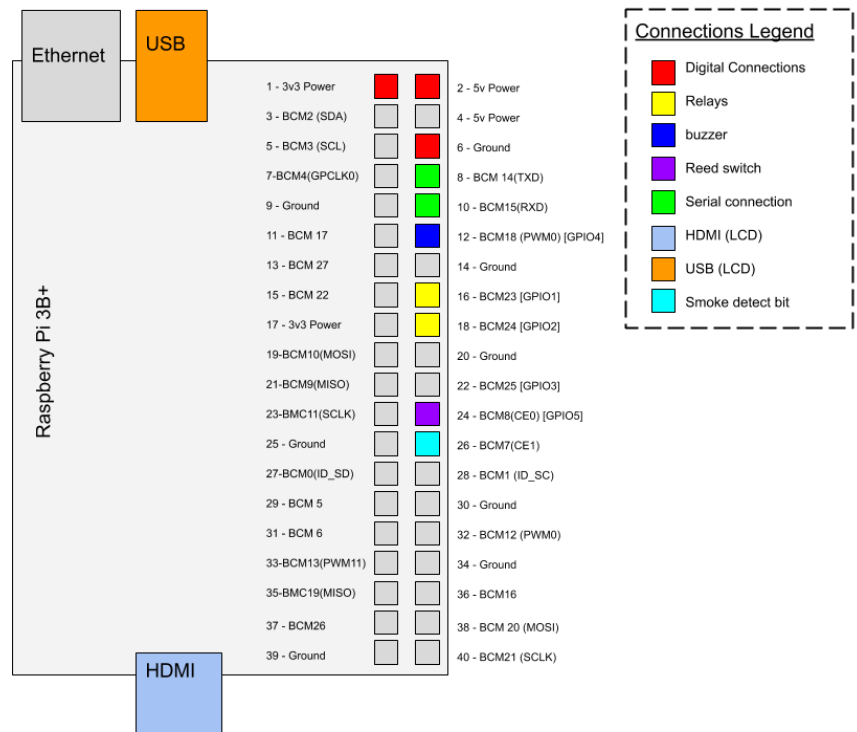 Ethernet
USB
Connections Legend
Digital Connections
Relays
buzzer
Reed switch
Serial connection
HDMI (LCD)
USB (LCD)
Smoke detect bit
1 - 3v3 Power
2 - 5v Power
3 - BCM2 (SDA)
4 - 5v Power
5 - BCM3 (SCL)
6 - Ground
7-BCM4(GPCLK0)
8 - BCM 14(TXD)
9 - Ground
10 - BCM15(RXD)
11 - BCM 17
12 - BCM18 (PWM0) [GPIO4]
13 - BCM 27
14 - Ground
15 - BCM 22
16 - BCM23 [GPIO1]
17 - 3v3 Power
18 - BCM24 [GPIO2]
19-BCM10(MOSI)
20 - Ground
21-BCM9(MISO)
22 - BCM25 [GPIO3]
23-BMC11(SCLK)
24 - BCM8(CE0) [GPIO5]
25 - Ground
26 - BCM7(CE1)
27-BCM0(ID_SD)
28 - BCM1 (ID_SC)
29 - BCM 5
30 - Ground
31 - BCM 6
32 - BCM12 (PWM0)
33-BCM13(PWM11)
34 - Ground
35-BMC19(MISO)
36 - BCM16
37 - BCM26
38 - BCM 20 (MOSI)
39 - Ground
40 - BCM21 (SCLK)
Raspberry Pi 3B+
HDMI